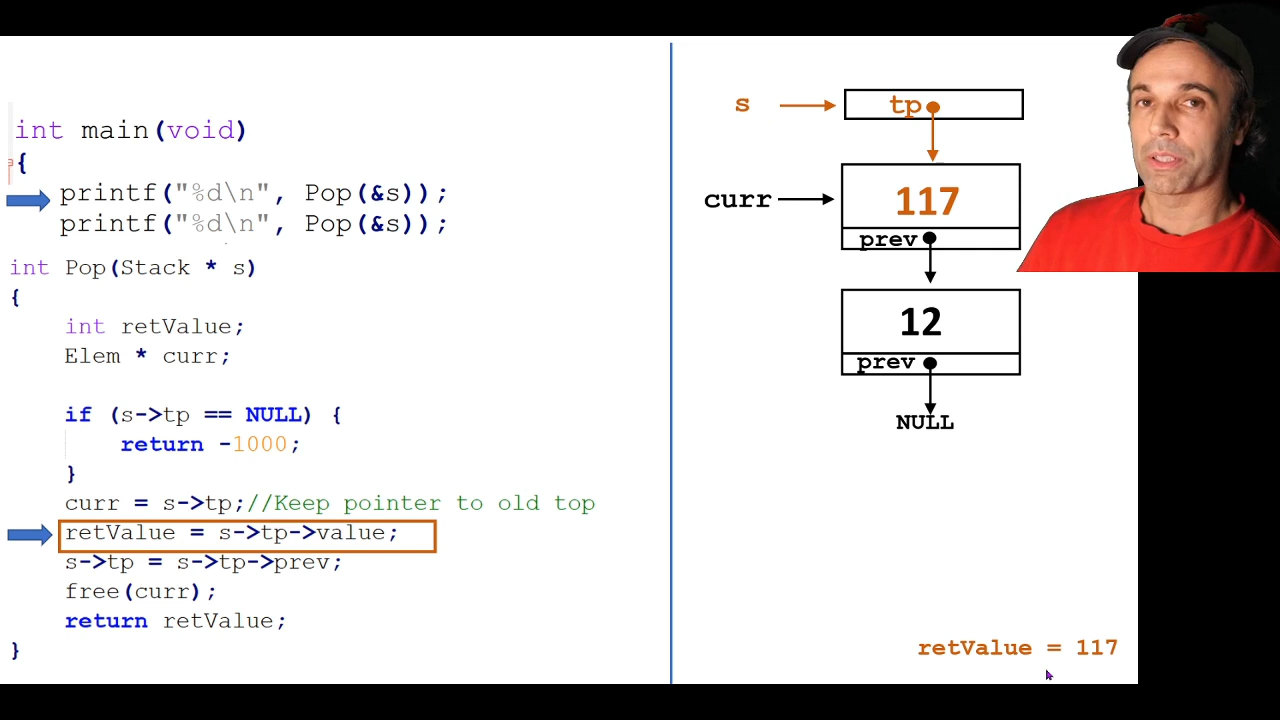 int main(void)
{
printf("%d\n", Pop(&s));
printf("%d\n", Pop(&s));
int Pop(Stack * s)
{
int retValue;
Elem * curr;
if (s->tp == NULL) {
return -1000;
}
curr = s->tp;//Keep pointer to old top
retValue = s->tp->value;
s->tp = s->tp->prev;
free(curr);
return retValue;
}
s
tp
curr
117
prev
12
prev
NULL
retValue = 117